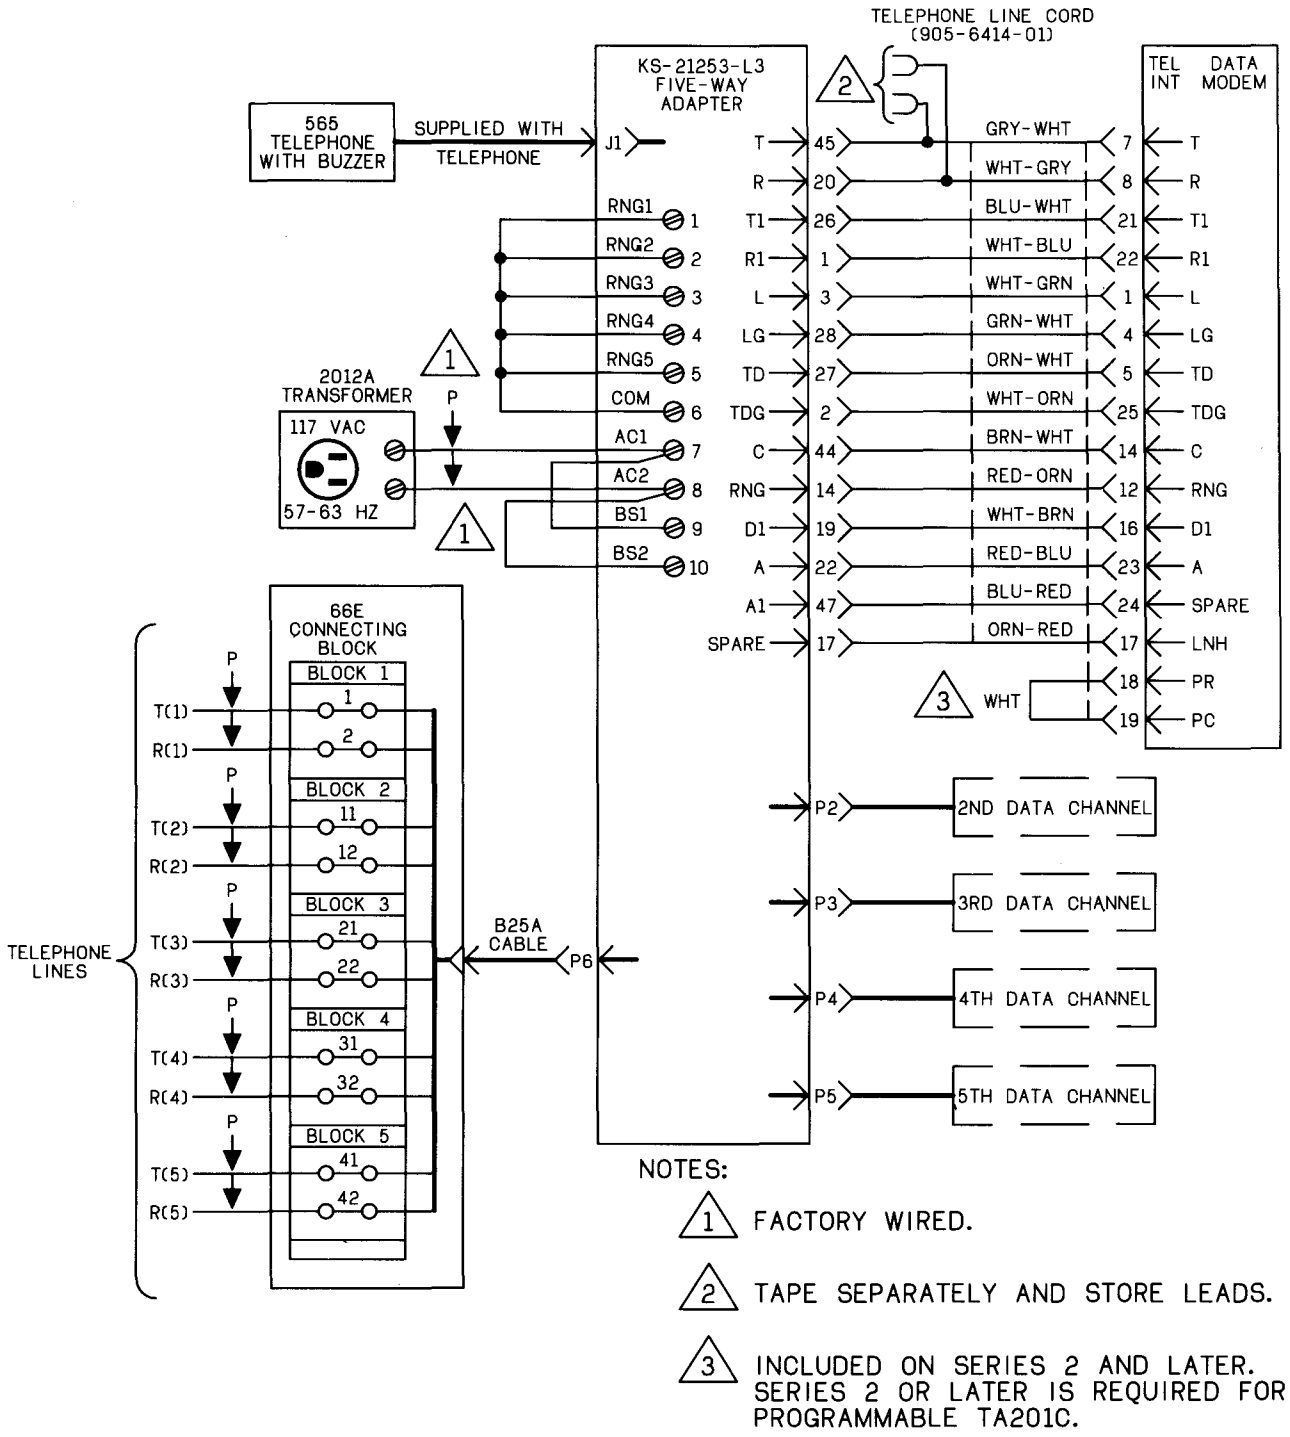 TELEPHONE LINE CORD
(905-6414-01)
KS-21253-L3
FIVE-WAY
ADAPTER
2
TEL INT
DATA MODEM
565
TELEPHONE
WITH BUZZER
SUPPLIED WITH
TELEPHONE
J1
T 45 GRY-WHT 7 T
R 20 WHT-GRY 8 R
RNG1 1 T1 26 BLU-WHT 21 T1
RNG2 2 R1 1 WHT-BLU 22 R1
RNG3 3 L 3 WHT-GRN 1 L
RNG4 4 LG 28 GRN-WHT 4 LG
RNG5 5 TD 27 ORN-WHT 5 TD
COM 6 TDG 2 WHT-ORN 25 TDG
AC1 7 C 44 BRN-WHT 14 C
AC2 8 RNG 14 RED-ORN 12 RNG
BS1 9 D1 19 WHT-BRN 16 D1
BS2 10 A 22 RED-BLU 23 A
A1 47 BLU-RED 24 SPARE
SPARE 17 ORN-RED 17 LNH
3 WHT 18 PR
19 PC
1
2012A
TRANSFORMER
P
117 VAC
57-63 HZ
1
66E
CONNECTING
BLOCK
BLOCK 1
P
T(1) 1
R(1) 2
BLOCK 2
P
T(2) 11
R(2) 12
BLOCK 3
P
T(3) 21
R(3) 22
BLOCK 4
P
T(4) 31
R(4) 32
BLOCK 5
P
T(5) 41
R(5) 42
TELEPHONE
LINES
B25A
CABLE
P6
P2 2ND DATA CHANNEL
P3 3RD DATA CHANNEL
P4 4TH DATA CHANNEL
P5 5TH DATA CHANNEL
NOTES:
1 FACTORY WIRED.
2 TAPE SEPARATELY AND STORE LEADS.
3 INCLUDED ON SERIES 2 AND LATER.
SERIES 2 OR LATER IS REQUIRED FOR
PROGRAMMABLE TA201C.